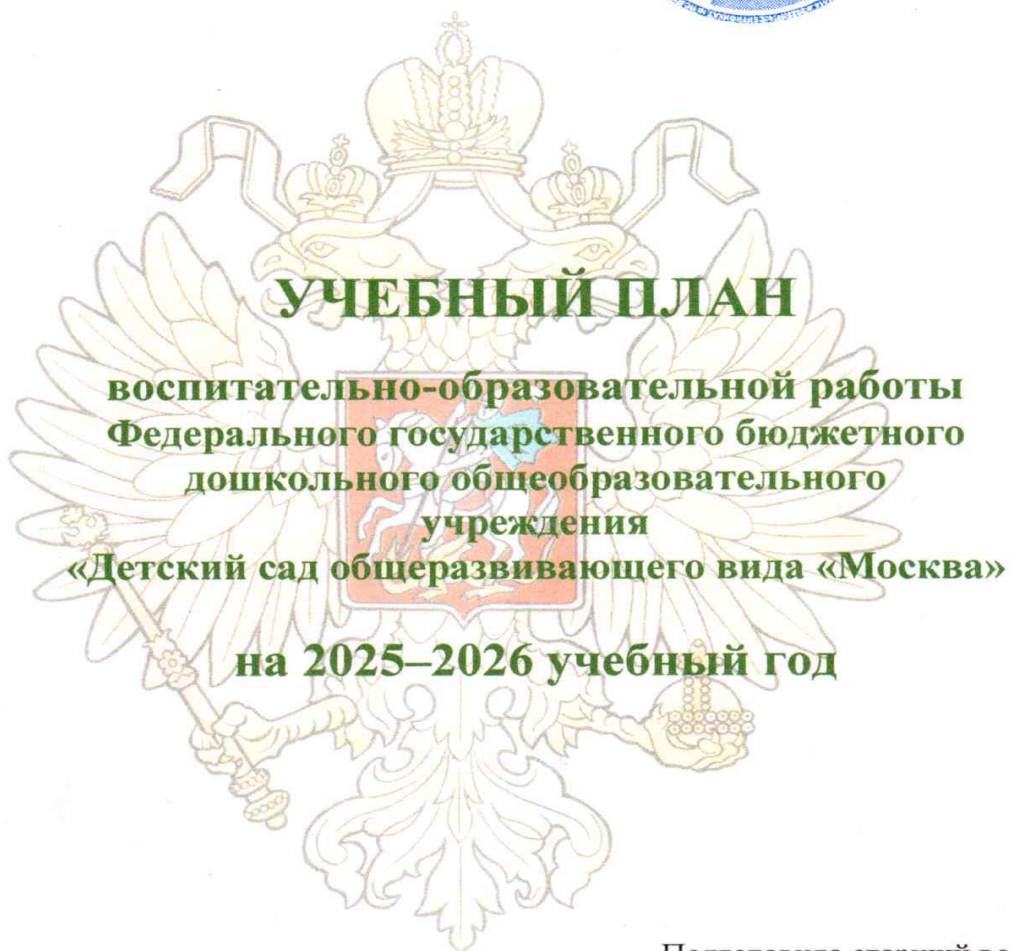 УЧЕБНЫЙ ПЛАН
воспитательно-образовательной работы
Федерального государственного бюджетного
дошкольного общеобразовательного
учреждения
«Детский сад общеразвивающего вида «Москва»
на 2025–2026 учебный год